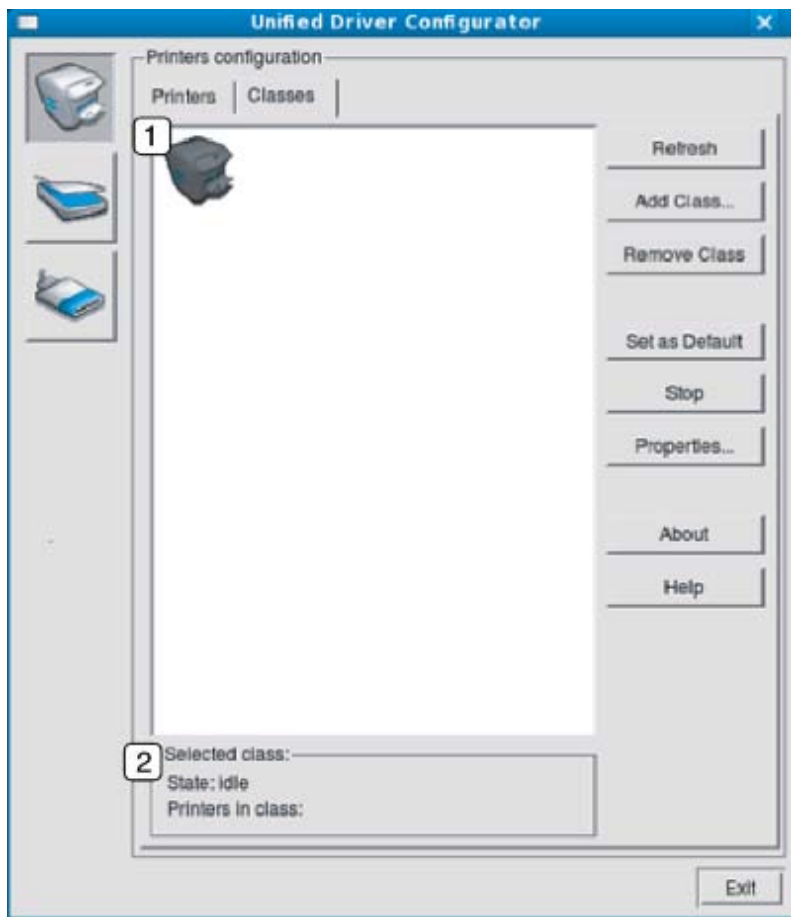 Unified Driver Configurator
Printers configuration
Printers
Classes
1
Refresh
Add Class...
Remove Class
Set as Default
Stop
Properties...
About
Help
2
Selected class:
State: idle
Printers in class:
Exit